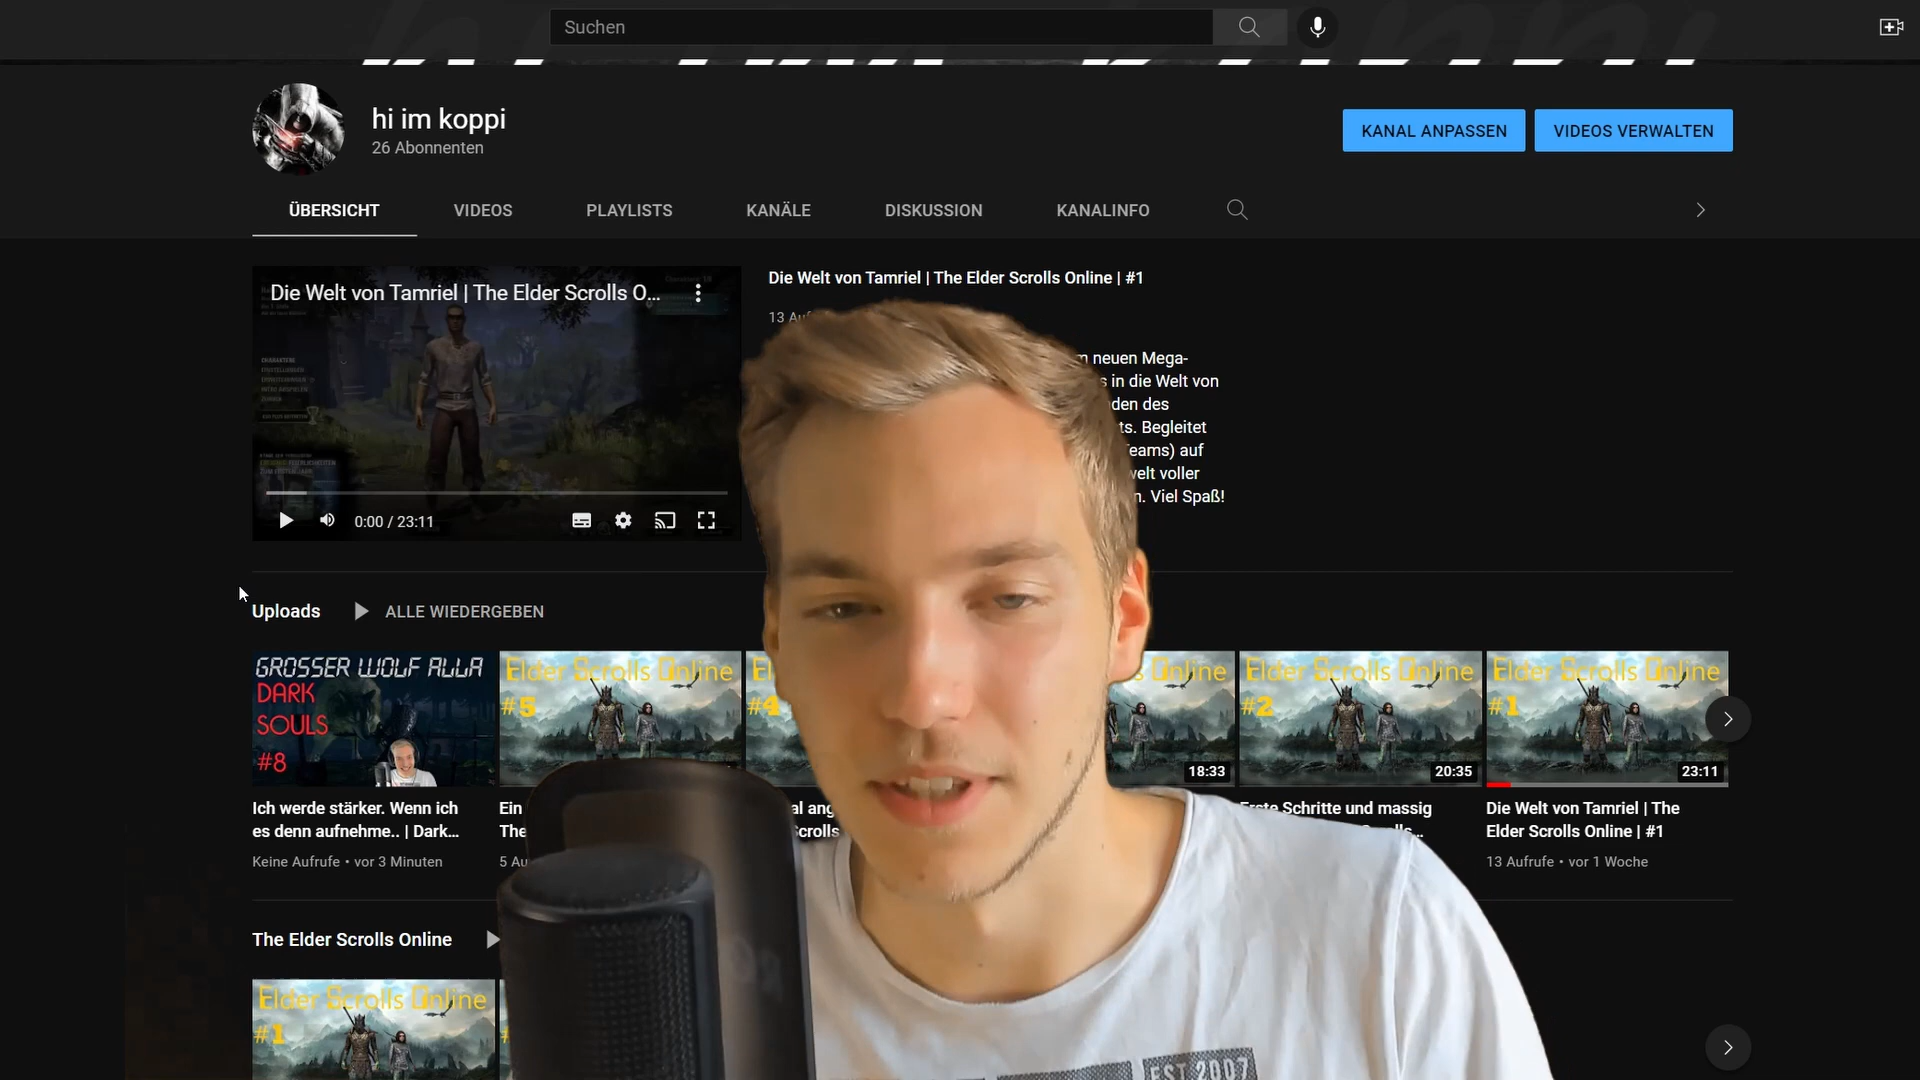 Suchen
hi im koppi
26 Abonnenten
KANAL ANPASSEN
VIDEOS VERWALTEN
ÜBERSICHT
VIDEOS
PLAYLISTS
KANÄLE
DISKUSSION
KANALINFO
Die Welt von Tamriel | The Elder Scrolls O...
0:00 / 23:11
Die Welt von Tamriel | The Elder Scrolls Online | #1
13
neuen Mega-
in die Welt von
des
Begleitet
auf
voller
Viel Spaß!
Uploads
ALLE WIEDERGEBEN
GROSSER WOLF ALLA
DARK
SOULS
#8
Ich werde stärker. Wenn ich
es denn aufnehme.. | Dark...
Keine Aufrufe • vor 3 Minuten
Elder Scrolls Online
#5
Ein
The
5
#4
Online
18:33
Elder Scrolls Online
#2
20:35
Erste Schritte und massig
Elder Scrolls Online
#1
23:11
Die Welt von Tamriel | The
Elder Scrolls Online | #1
13 Aufrufe • vor 1 Woche
The Elder Scrolls Online
Elder Scrolls Online
#1
EST 2007